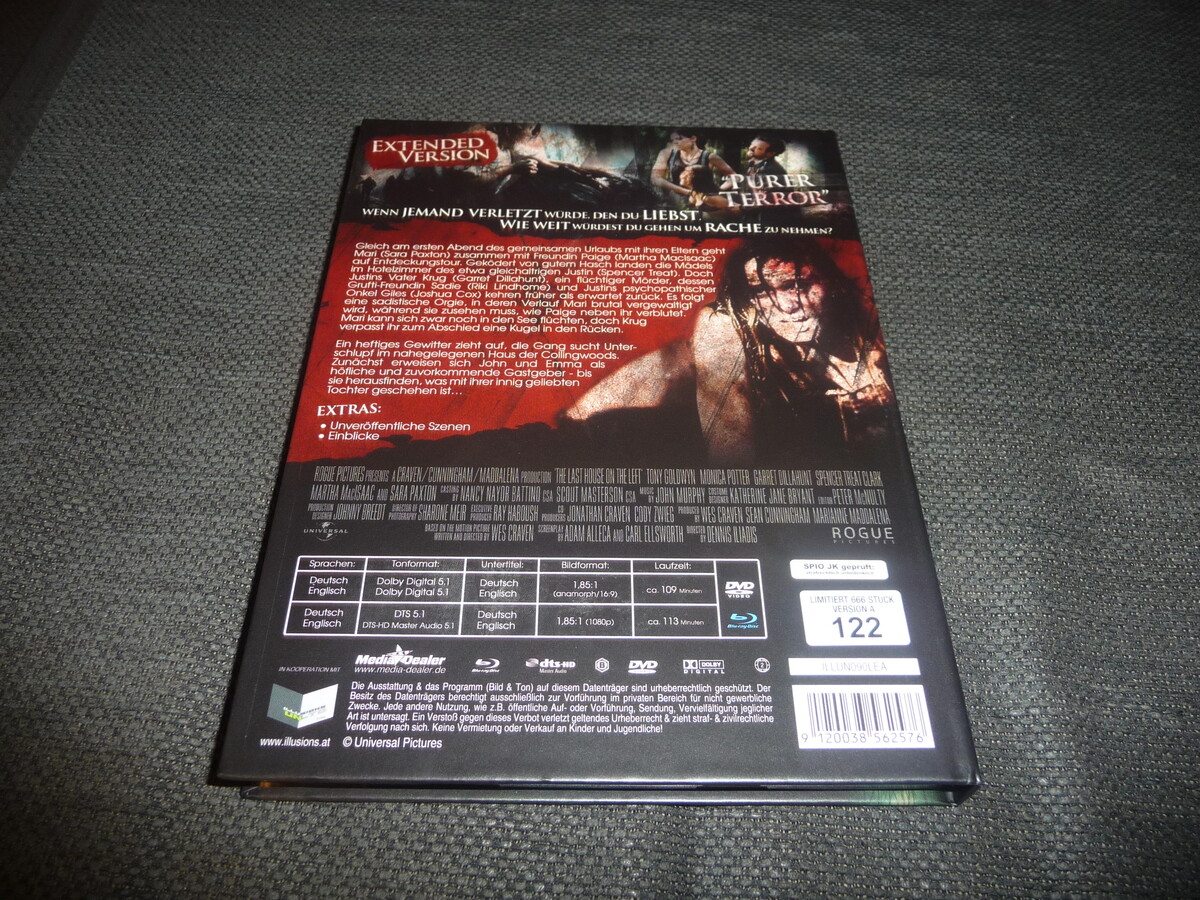 EXTENDED
VERSION
"PURER
TERROR"
WENN JEMAND VERLETZT WÜRDE, DEN DU LIEBST,
WIE WEIT WÜRDEST DU GEHEN UM RACHE ZU NEHMEN?
Gleich am ersten Abend des gemeinsamen Urlaubs mit ihren Eltern geht
Mari (Sara Paxton) zusammen mit Freundin Paige (Martha MacIsaac)
auf Entdeckungstour. Geködert von gutem Hasch landen die Mädels
im Hotelzimmer des etwa gleichaltrigen Justin (Spencer Treat). Doch
Justins Vater Krug (Garret Dillahunt), ein flüchtiger Mörder, dessen
Grufti-Freundin Sadie (Riki Lindhome) und Justins psychopathischer
Onkel Giles (Joshua Cox) kehren früher als erwartet zurück. Es folgt
eine sadistische Orgie, in deren Verlauf Mari brutal vergewaltigt
wird, während sie zusehen muss, wie Paige neben ihr verblutet.
Mari kann sich zwar noch in den See flüchten, doch Krug
verpasst ihr zum Abschied eine Kugel in den Rücken.
Ein heftiges Gewitter zieht auf, die Gang sucht Unter-
schlupf im nahegelegenen Haus der Collingwoods.
Zunächst erweisen sich John und Emma als
höfliche und zuvorkommende Gastgeber - bis
sie herausfinden, was mit ihrer innig geliebten
Tochter geschehen ist...
EXTRAS:
• Unveröffentliche Szenen
• Einblicke
ROGUE PICTURES PRESENTS A CRAVEN/CUNNINGHAM/MADDALENA PRODUCTION "THE LAST HOUSE ON THE LEFT" TONY GOLDWYN MONICA POTTER GARRET DILLAHUNT SPENCER TREAT CLARK
MARTHA MacISAAC AND SARA PAXTON CASTING BY NANCY NAYOR BATTINO CSA SCOUT MASTERSON CSA MUSIC BY JOHN MURPHY COSTUME DESIGNER KATHERINE JANE BRYANT EDITOR PETER McNULTY
PRODUCTION DESIGNER JOHNNY BREEDT DIRECTOR OF PHOTOGRAPHY SHARONE MEIR EXECUTIVE PRODUCER RAY HABOUSH CO-PRODUCERS JONATHAN CRAVEN CODY ZWIEG PRODUCED BY WES CRAVEN SEAN CUNNINGHAM MARIANNE MADDALENA
BASED ON THE MOTION PICTURE WRITTEN AND DIRECTED BY WES CRAVEN SCREENPLAY BY ADAM ALLECA AND CARL ELLSWORTH DIRECTED BY DENNIS ILIADIS
UNIVERSAL
ROGUE
PICTURES
Sprachen: Tonformat: Untertitel: Bildformat: Laufzeit:
Deutsch Dolby Digital 5.1 Deutsch 1,85:1 ca. 109 Minuten
Englisch Dolby Digital 5.1 Englisch (anamorph/16:9)
DVD VIDEO
Deutsch DTS 5.1 Deutsch 1,85:1 (1080p) ca. 113 Minuten
Englisch DTS-HD Master Audio 5.1 Englisch
Blu-ray Disc
SPIO JK geprüft:
LIMITIERT 666 STÜCK
VERSION A
122
ILLUN090LEA
IN KOOPERATION MIT
Media Dealer
www.media-dealer.de
Blu-ray Disc
dts-HD
Master Audio
DVD
DOLBY
DIGITAL
Die Ausstattung & das Programm (Bild & Ton) auf diesem Datenträger sind urheberrechtlich geschützt. Der
Besitz des Datenträgers berechtigt ausschließlich zur Vorführung im privaten Bereich für nicht gewerbliche
Zwecke. Jede andere Nutzung, wie z.B. öffentliche Auf- oder Vorführung, Sendung, Vervielfältigung jeglicher
Art ist untersagt. Ein Verstoß gegen dieses Verbot verletzt geltendes Urheberrecht & zieht straf- & zivilrechtliche
Verfolgung nach sich. Keine Vermietung oder Verkauf an Kinder und Jugendliche!
www.illusions.at © Universal Pictures
9 120038 562576